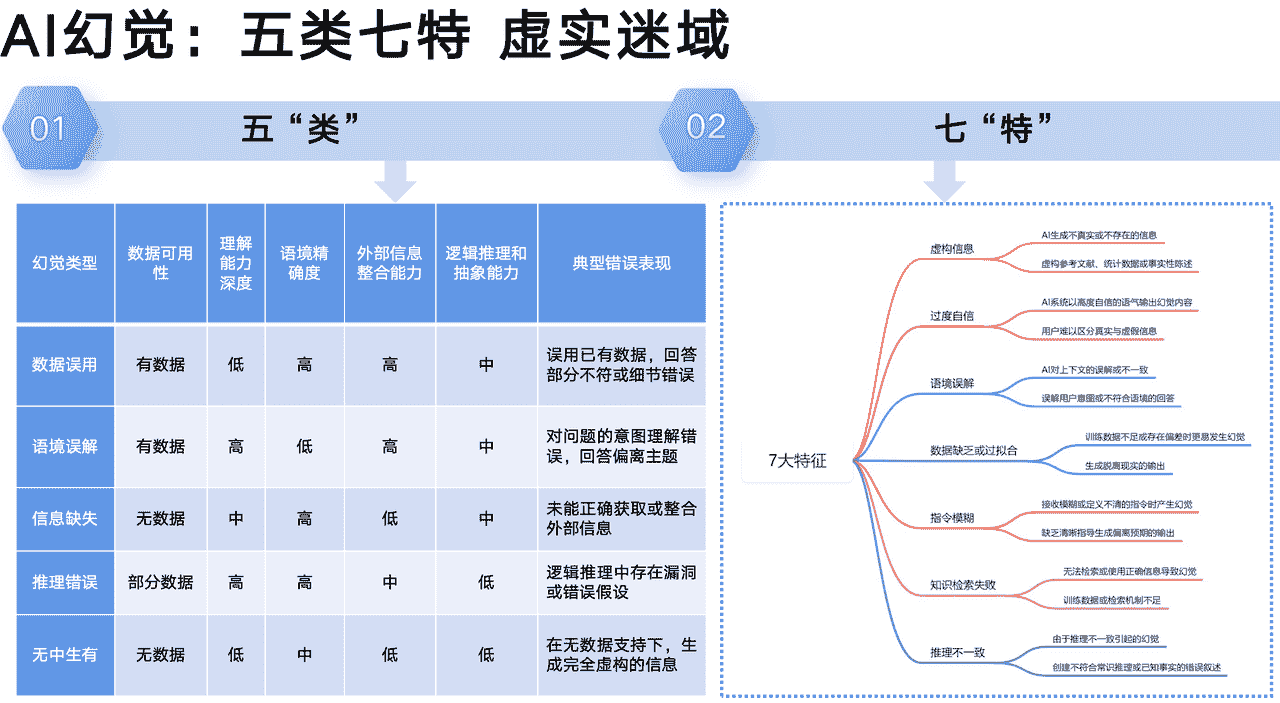 AI幻觉：五类七特 虚实迷域
01
五“类”
02
七“特”
幻觉类型
数据可用
性
理解
能力
深度
语境精
确度
外部信息
整合能力
逻辑推理和
抽象能力
典型错误表现
数据误用
有数据
低
高
高
中
误用已有数据，回答
部分不符或细节错误
语境误解
有数据
高
低
高
中
对问题的意图理解错
误，回答偏离主题
信息缺失
无数据
中
高
低
中
未能正确获取或整合
外部信息
推理错误
部分数据
高
高
中
低
逻辑推理中存在漏洞
或错误假设
无中生有
无数据
低
中
低
低
在无数据支持下，生
成完全虚构的信息
7大特征
虚构信息
AI生成不真实或不存在的信息
虚构参考文献、统计数据或事实性陈述
过度自信
AI系统以高度自信的语气输出幻觉内容
用户难以区分真实与虚假信息
语境误解
AI对上下文的误解或不一致
误解用户意图或不符合语境的回答
数据缺乏或过拟合
训练数据不足或存在偏差时更易发生幻觉
生成脱离现实的输出
指令模糊
接收模糊或定义不清的指令时产生幻觉
缺乏清晰指导生成偏离预期的输出
知识检索失败
无法检索或使用正确信息导致幻觉
训练数据或检索机制不足
推理不一致
由于推理不一致引起的幻觉
创建不符合常识推理或已知事实的错误叙述